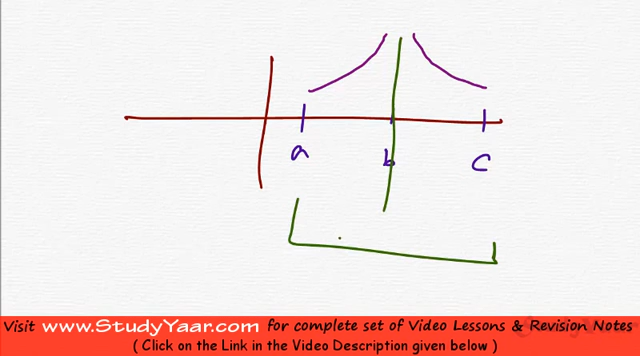 a b c
Visit www.StudyYaar.com for complete set of Video Lessons & Revision Notes
( Click on the Link in the Video Description given below )